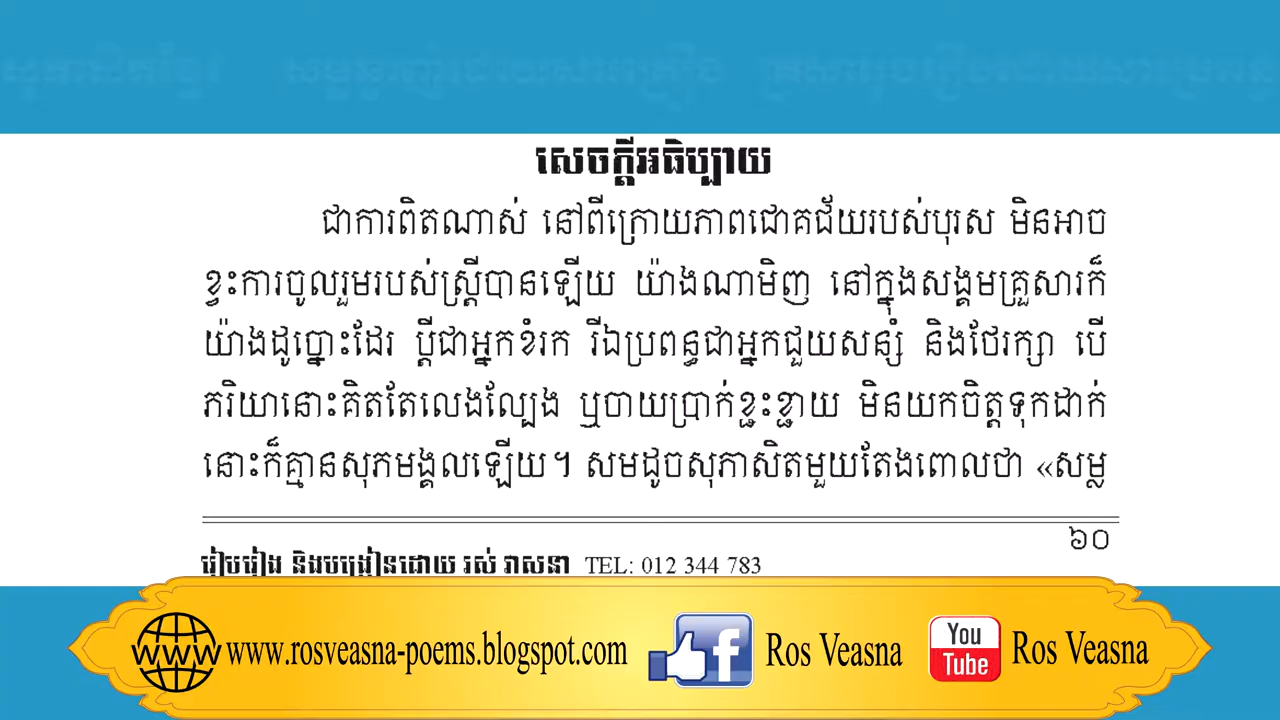 សេចក្តីអធិប្បាយ
ជាការពិតណាស់ នៅពីក្រោយភាពជោគជ័យរបស់បុរស មិនអាច
ខ្វះការចូលរួមរបស់ស្ត្រីបានឡើយ យ៉ាងណាមិញ នៅក្នុងសង្គមគ្រួសារក៏
យ៉ាងដូច្នោះដែរ ប្តីជាអ្នកខំរក រីឯប្រពន្ធជាអ្នកជួយសន្សំ និងថែរក្សា បើ
ភរិយានោះគិតតែលេងល្បែង ឬចាយប្រាក់ខ្ជះខ្ជាយ មិនយកចិត្តទុកដាក់
នោះក៏គ្មានសុភមង្គលឡើយ។ សមដូចសុភាសិតមួយតែងពោលថា «សម្ល
៦០
រៀបរៀង និងបង្រៀនដោយ រស់ វាសនា TEL: 012 344 783
www www.rosveasna-poems.blogspot.com f Ros Veasna You Tube Ros Veasna